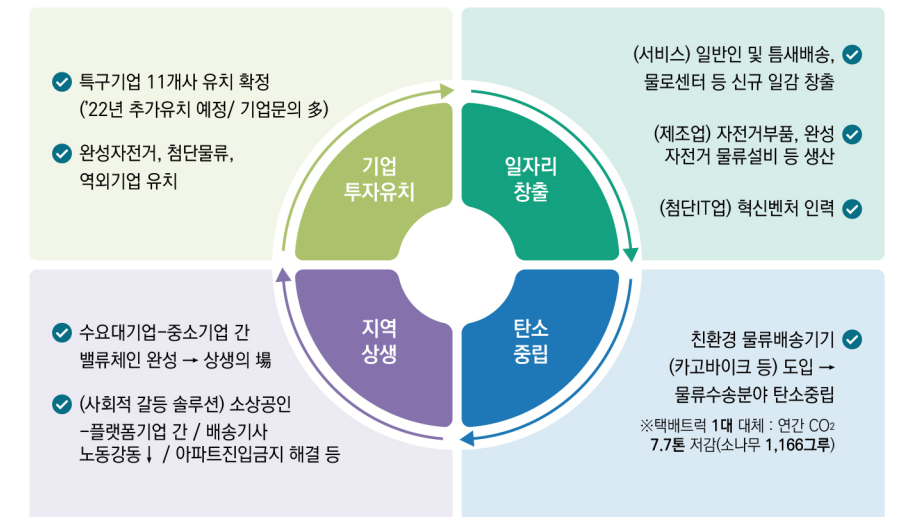 특구기업 11개사 유치 확정
('22년 추가유치 예정/ 기업문의 多)
완성자전거, 첨단물류,
역외기업 유치
기업
투자유치
일자리
창출
(서비스) 일반인 및 틈새배송,
물로센터 등 신규 일감 창출
(제조업) 자전거부품, 완성
자전거 물류설비 등 생산
(첨단IT업) 혁신벤처 인력
수요대기업-중소기업 간
밸류체인 완성 → 상생의 場
(사회적 갈등 솔루션) 소상공인
-플랫폼기업 간 / 배송기사
노동강동↓ / 아파트진입금지 해결 등
지역
상생
탄소
중립
친환경 물류배송기기
(카고바이크 등) 도입 →
물류수송분야 탄소중립
※택배트럭 1대 대체 : 연간 CO2
7.7톤 저감(소나무 1,166그루)